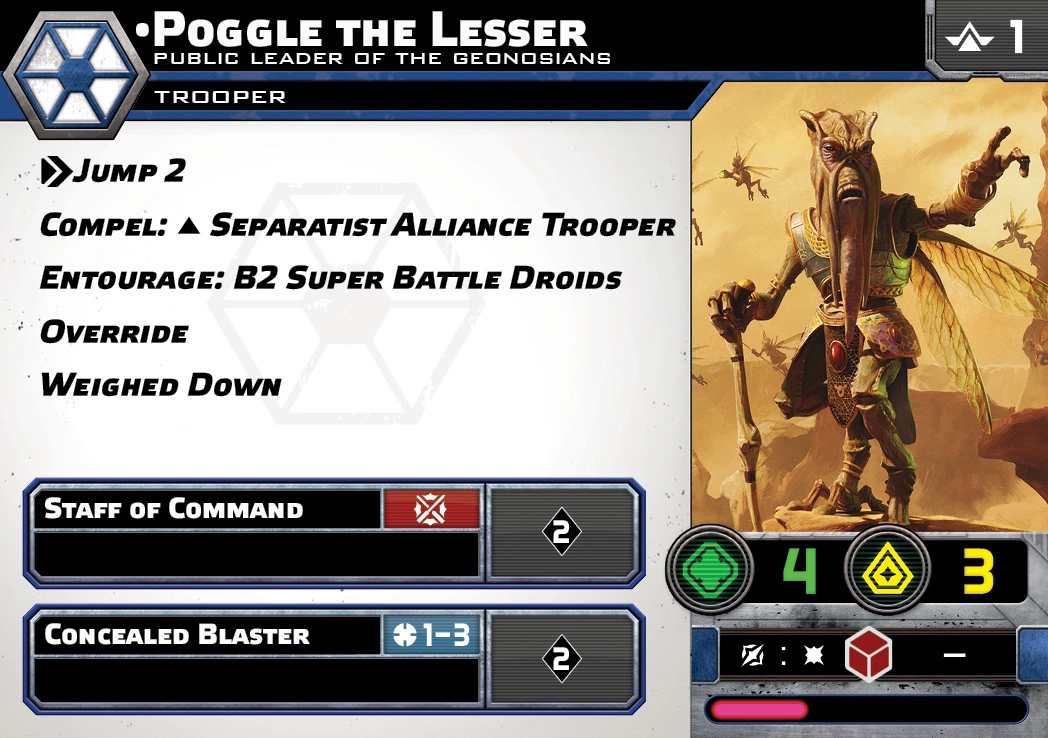 •Poggle the Lesser
Public Leader of the Geonosians
1
Trooper
Jump 2
Compel: ▲ Separatist Alliance Trooper
Entourage: B2 Super Battle Droids
Override
Weighed Down
Staff of Command
2
Concealed Blaster 1–3
2
4
3
: –